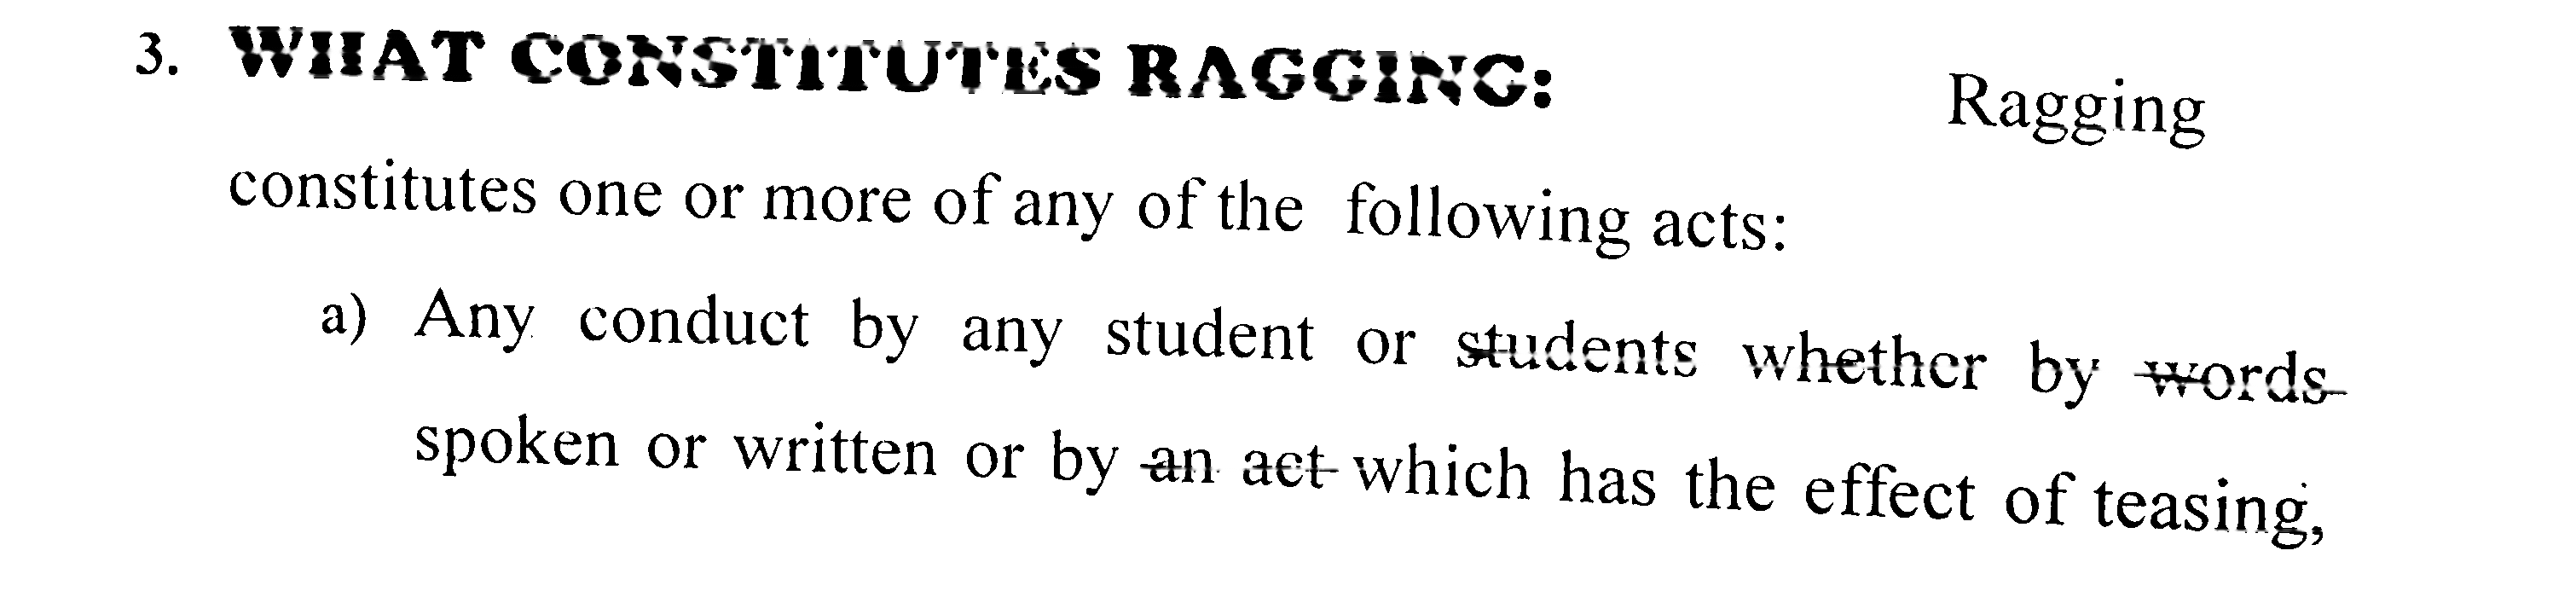 3. WHAT CONSTITUTES RAGGING: Ragging
constitutes one or more of any of the following acts:
a) Any conduct by any student or students whether by words
spoken or written or by an act which has the effect of teasing,